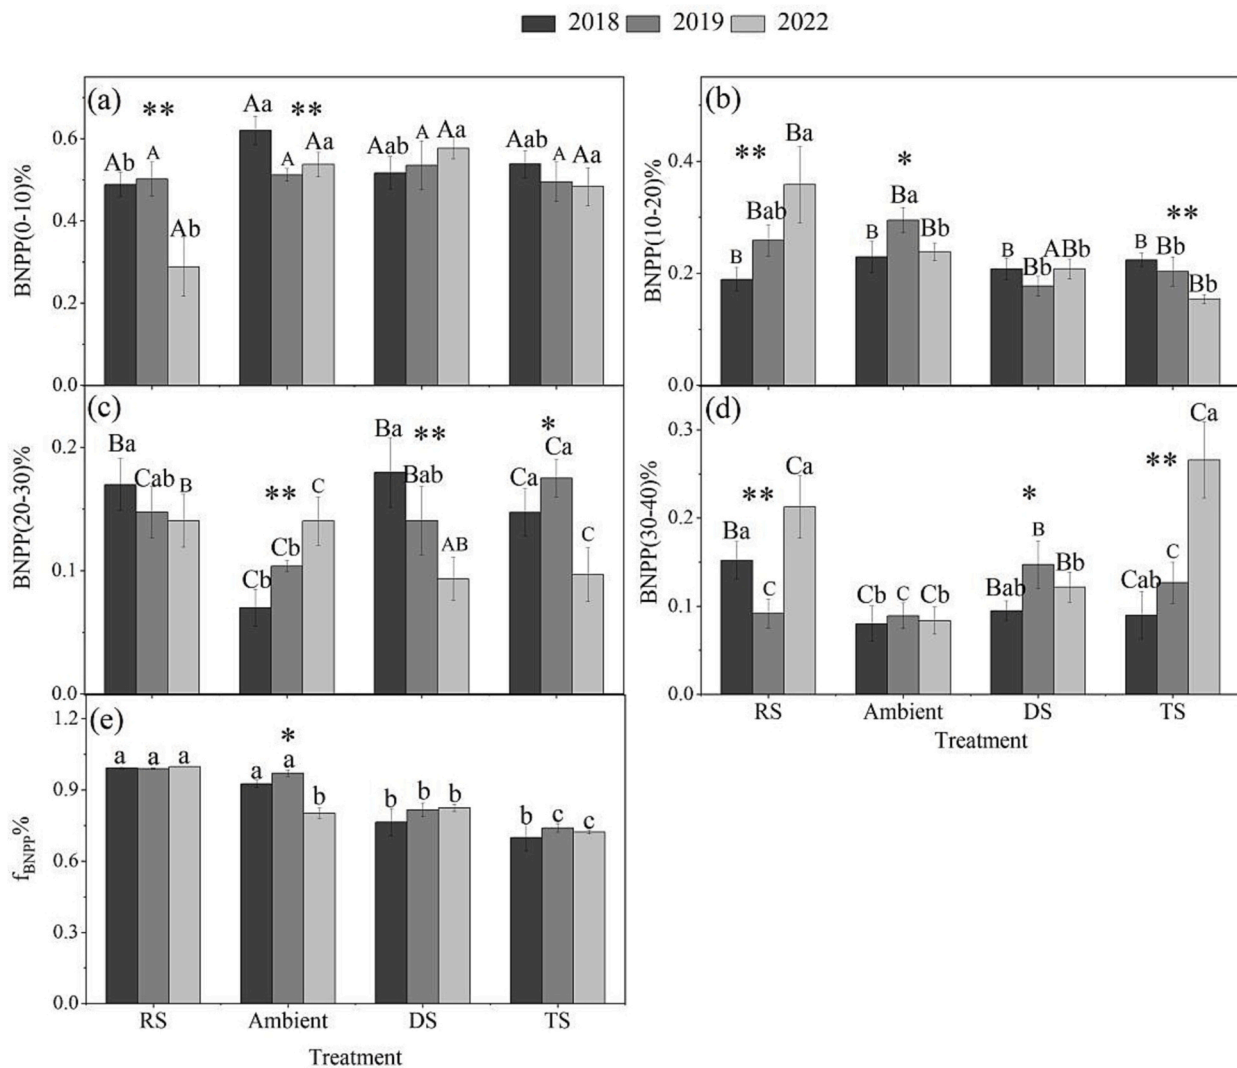 2018 2019 2022
(a)
BNPP(0-10)%
0.6
0.4
0.2
0.0
**
**
Ab A Ab
Aa A Aa
Aab A Aa
Aab A Aa
(b)
BNPP(10-20)%
0.4
0.2
0.0
**
*
**
B Bab Ba
B Ba Bb
B Bb ABb
B Bb Bb
(c)
BNPP(20-30)%
0.2
0.1
0.0
**
**
*
Ba Cab B
Cb Cb C
Ba Bab AB
Ca Ca C
(d)
BNPP(30-40)%
0.3
0.2
0.1
0.0
**
*
**
Ba C Ca
Cb C Cb
Bab B Bb
Cab C Ca
RS Ambient DS TS
Treatment
(e)
fBNPP%
1.2
0.9
0.6
0.3
0.0
*
a a a
a a b
b b b
b c c
RS Ambient DS TS
Treatment